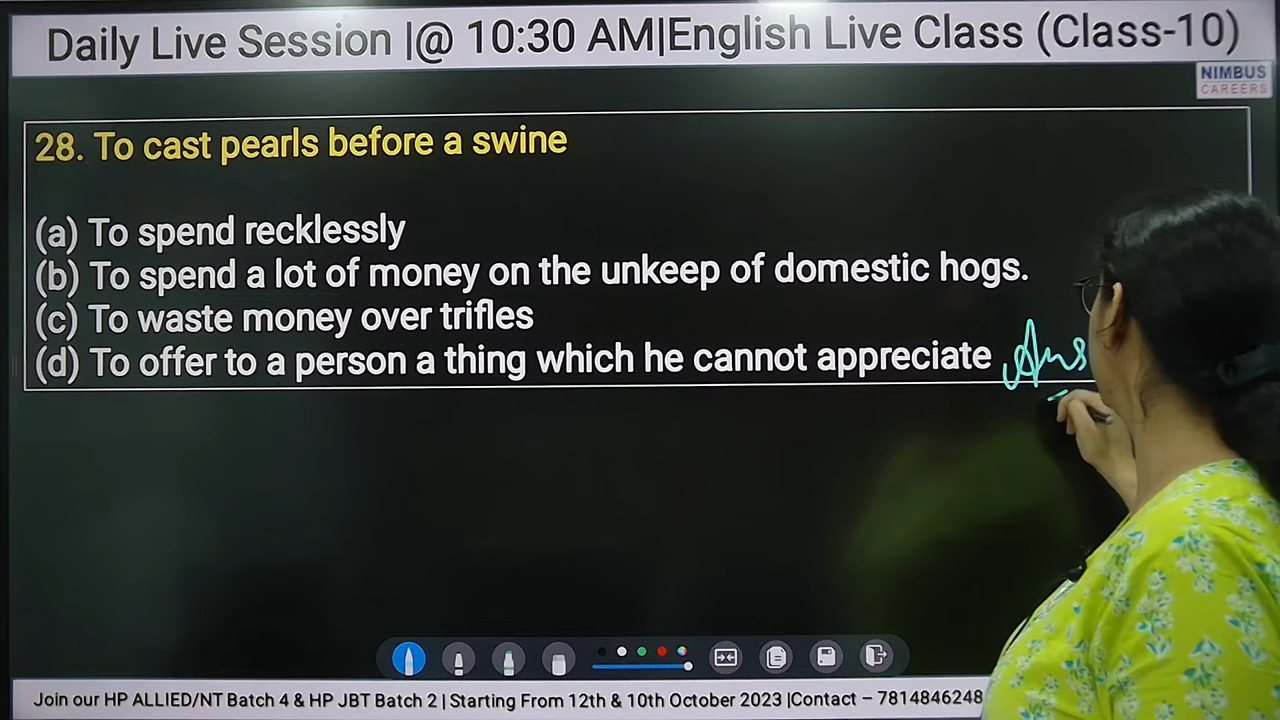 Daily Live Session |@ 10:30 AM|English Live Class (Class-10)
NIMBUS
CAREERS
28. To cast pearls before a swine
(a) To spend recklessly
(b) To spend a lot of money on the unkeep of domestic hogs.
(c) To waste money over trifles
(d) To offer to a person a thing which he cannot appreciate Ans
Join our HP ALLIED/NT Batch 4 & HP JBT Batch 2 | Starting From 12th & 10th October 2023 |Contact – 7814846248